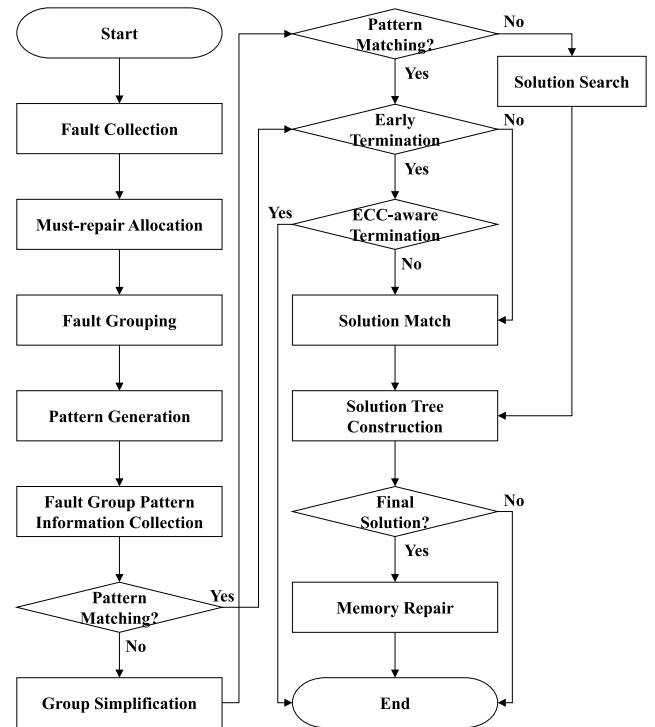 Start
Fault Collection
Must-repair Allocation
Fault Grouping
Pattern Generation
Fault Group Pattern
Information Collection
Pattern
Matching?
Yes
No
Group Simplification
Pattern
Matching?
No
Yes
Solution Search
Early
Termination
No
Yes
ECC-aware
Termination
Yes
No
Solution Match
Solution Tree
Construction
Final
Solution?
No
Yes
Memory Repair
End